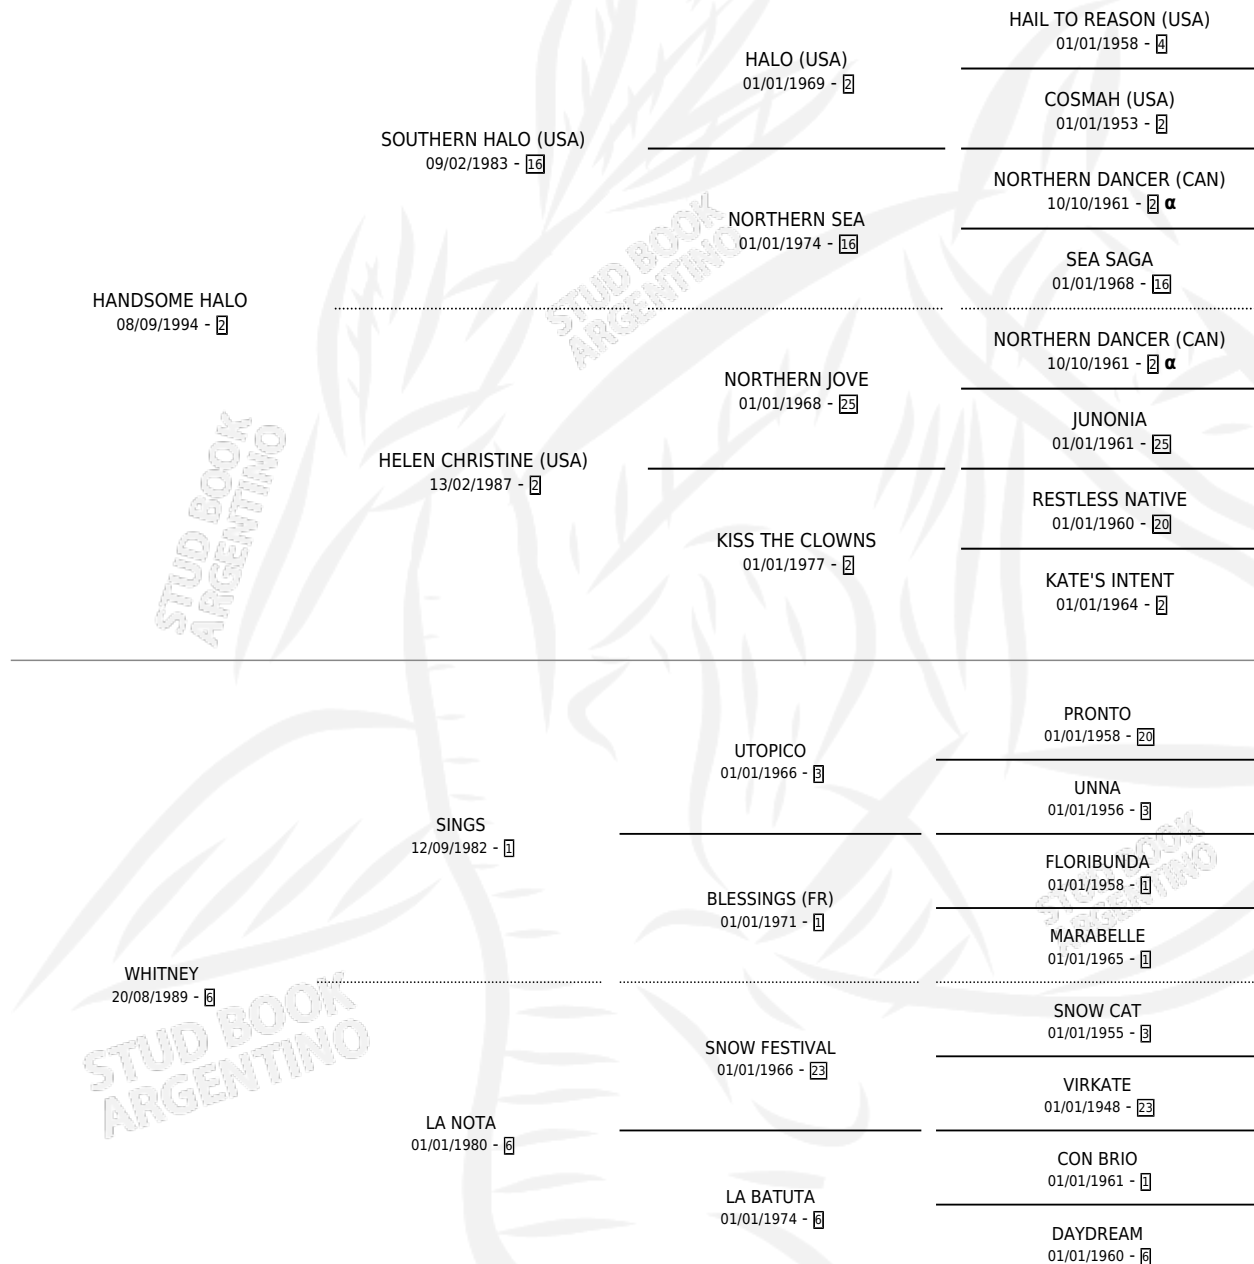 HAIL TO REASON (USA)
01/01/1958 - 4
HALO (USA)
01/01/1969 - 2
COSMAH (USA)
01/01/1953 - 2
SOUTHERN HALO (USA)
09/02/1983 - 16
NORTHERN DANCER (CAN)
10/10/1961 - 2 α
NORTHERN SEA
01/01/1974 - 16
SEA SAGA
01/01/1968 - 16
HANDSOME HALO
08/09/1994 - 2
NORTHERN DANCER (CAN)
10/10/1961 - 2 α
NORTHERN JOVE
01/01/1968 - 25
JUNONIA
01/01/1961 - 25
HELEN CHRISTINE (USA)
13/02/1987 - 2
RESTLESS NATIVE
01/01/1960 - 20
KISS THE CLOWNS
01/01/1977 - 2
KATE'S INTENT
01/01/1964 - 2
PRONTO
01/01/1958 - 20
UTOPICO
01/01/1966 - 3
UNNA
01/01/1956 - 3
SINGS
12/09/1982 - 1
FLORIBUNDA
01/01/1958 - 1
BLESSINGS (FR)
01/01/1971 - 1
MARABELLE
01/01/1965 - 1
WHITNEY
20/08/1989 - 6
SNOW CAT
01/01/1955 - 3
SNOW FESTIVAL
01/01/1966 - 23
VIRKATE
01/01/1948 - 23
LA NOTA
01/01/1980 - 6
CON BRIO
01/01/1961 - 1
LA BATUTA
01/01/1974 - 6
DAYDREAM
01/01/1960 - 6
STUD BOOK
ARGENTINO
STUD BOOK
ARGENTINO
STUD BOOK
ARGENTINO
STUD BOOK
ARGENTINO